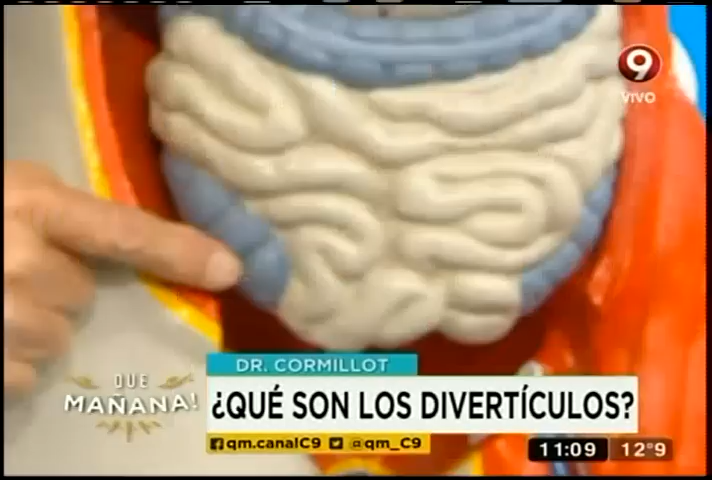 9
VIVO
DR. CORMILLOT
QUE
MAÑANA!
¿QUÉ SON LOS DIVERTÍCULOS?
qm.canalC9 @qm_C9
11:09 12°9